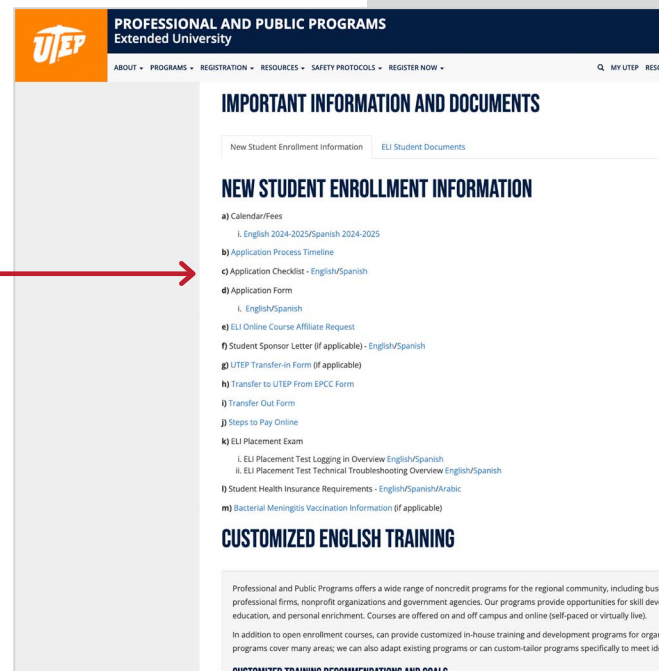 UTEP
PROFESSIONAL AND PUBLIC PROGRAMS
Extended University
ABOUT PROGRAMS REGISTRATION RESOURCES SAFETY PROTOCOLS REGISTER NOW MY UTEP
IMPORTANT INFORMATION AND DOCUMENTS
New Student Enrollment Information ELI Student Documents
NEW STUDENT ENROLLMENT INFORMATION
a) Calendar/Fees
i. English 2024-2025/Spanish 2024-2025
b) Application Process Timeline
c) Application Checklist - English/Spanish
d) Application Form
i. English/Spanish
e) ELI Online Course Affiliate Request
f) Student Sponsor Letter (if applicable) - English/Spanish
g) UTEP Transfer-in Form (if applicable)
h) Transfer to UTEP From EPCC Form
i) Transfer Out Form
j) Steps to Pay Online
k) ELI Placement Exam
i. ELI Placement Test Logging in Overview English/Spanish
ii. ELI Placement Test Technical Troubleshooting Overview English/Spanish
l) Student Health Insurance Requirements - English/Spanish/Arabic
m) Bacterial Meningitis Vaccination Information (if applicable)
CUSTOMIZED ENGLISH TRAINING
Professional and Public Programs offers a wide range of noncredit programs for the regional community, including
professional firms, nonprofit organizations and government agencies. Our programs provide opportunities for skill
education, and personal enrichment. Courses are offered on and off campus and online (self-paced or virtually live).
In addition to open enrollment courses, can provide customized in-house training and development programs for
programs cover many areas; we can also adapt existing programs or can custom-tailor programs specifically to meet
CUSTOMIZED TRAINING RECOMMENDATIONS AND GOALS